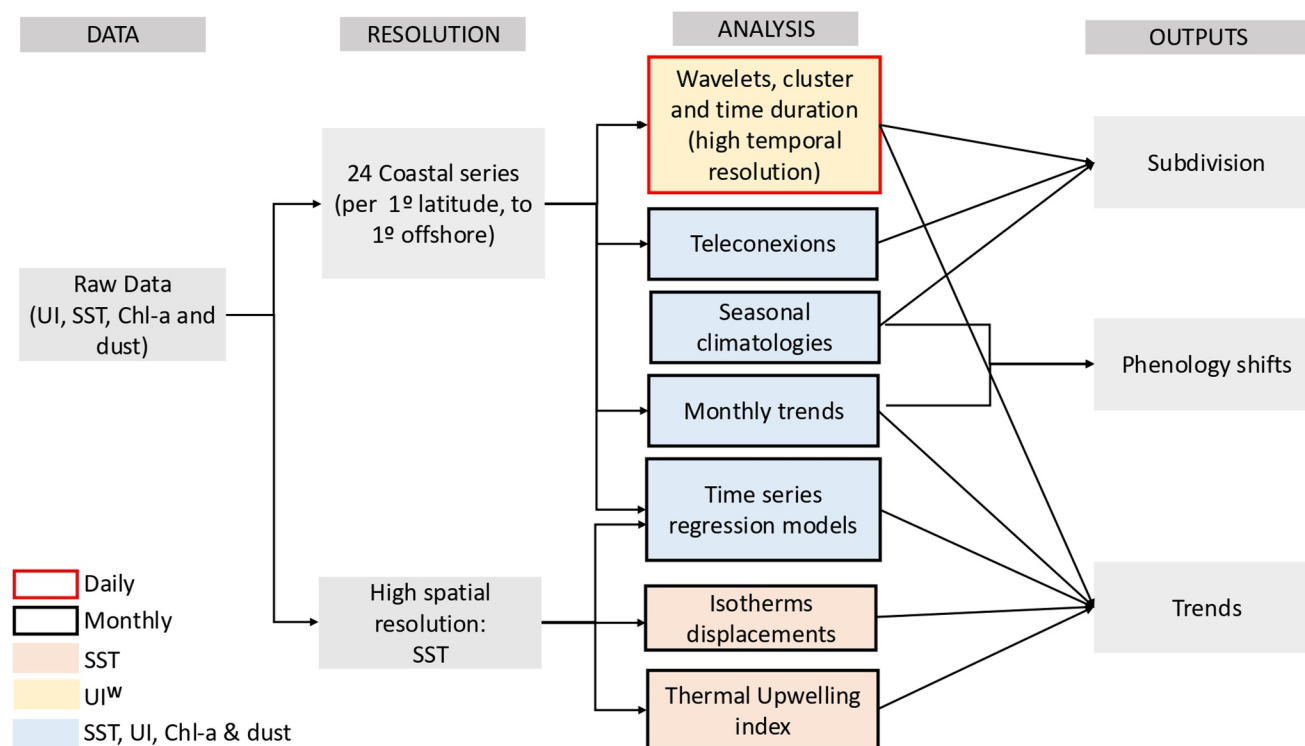 DATA
RESOLUTION
ANALYSIS
OUTPUTS
Raw Data
(UI, SST, Chl-a and
dust)
24 Coastal series
(per 1º latitude, to
1º offshore)
High spatial
resolution:
SST
Wavelets, cluster
and time duration
(high temporal
resolution)
Teleconexions
Seasonal
climatologies
Monthly trends
Time series
regression models
Isotherms
displacements
Thermal Upwelling
index
Subdivision
Phenology shifts
Trends
Daily
Monthly
SST
UIᵂ
SST, UI, Chl-a & dust